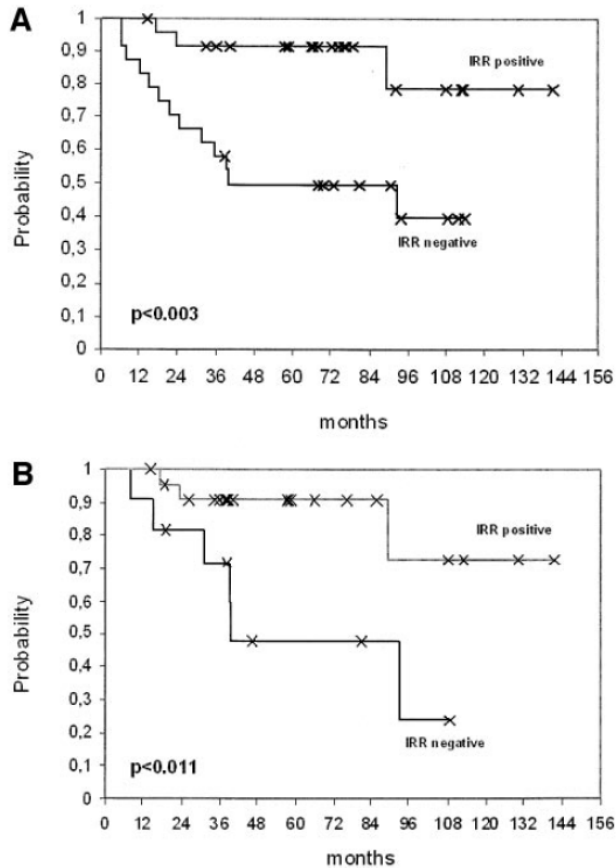 A
1
0,9
0,8
0,7
0,6
0,5
0,4
0,3
0,2
0,1
0
Probability
IRR positive
IRR negative
p<0.003
0 12 24 36 48 60 72 84 96 108 120 132 144 156
months
B
1
0,9
0,8
0,7
0,6
0,5
0,4
0,3
0,2
0,1
0
Probability
IRR positive
IRR negative
p<0.011
0 12 24 36 48 60 72 84 96 108 120 132 144 156
months